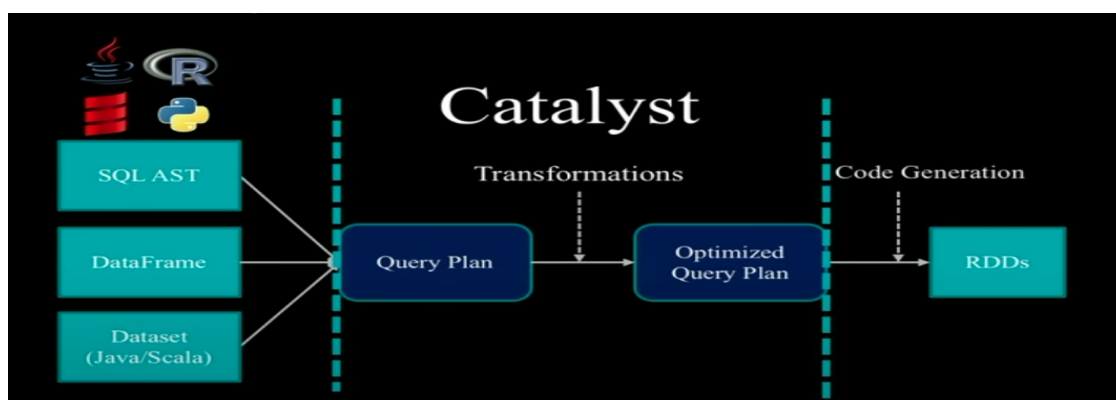 R
Catalyst
SQL AST
Transformations
Code Generation
DataFrame
Query Plan
Optimized
Query Plan
RDDs
Dataset
(Java/Scala)